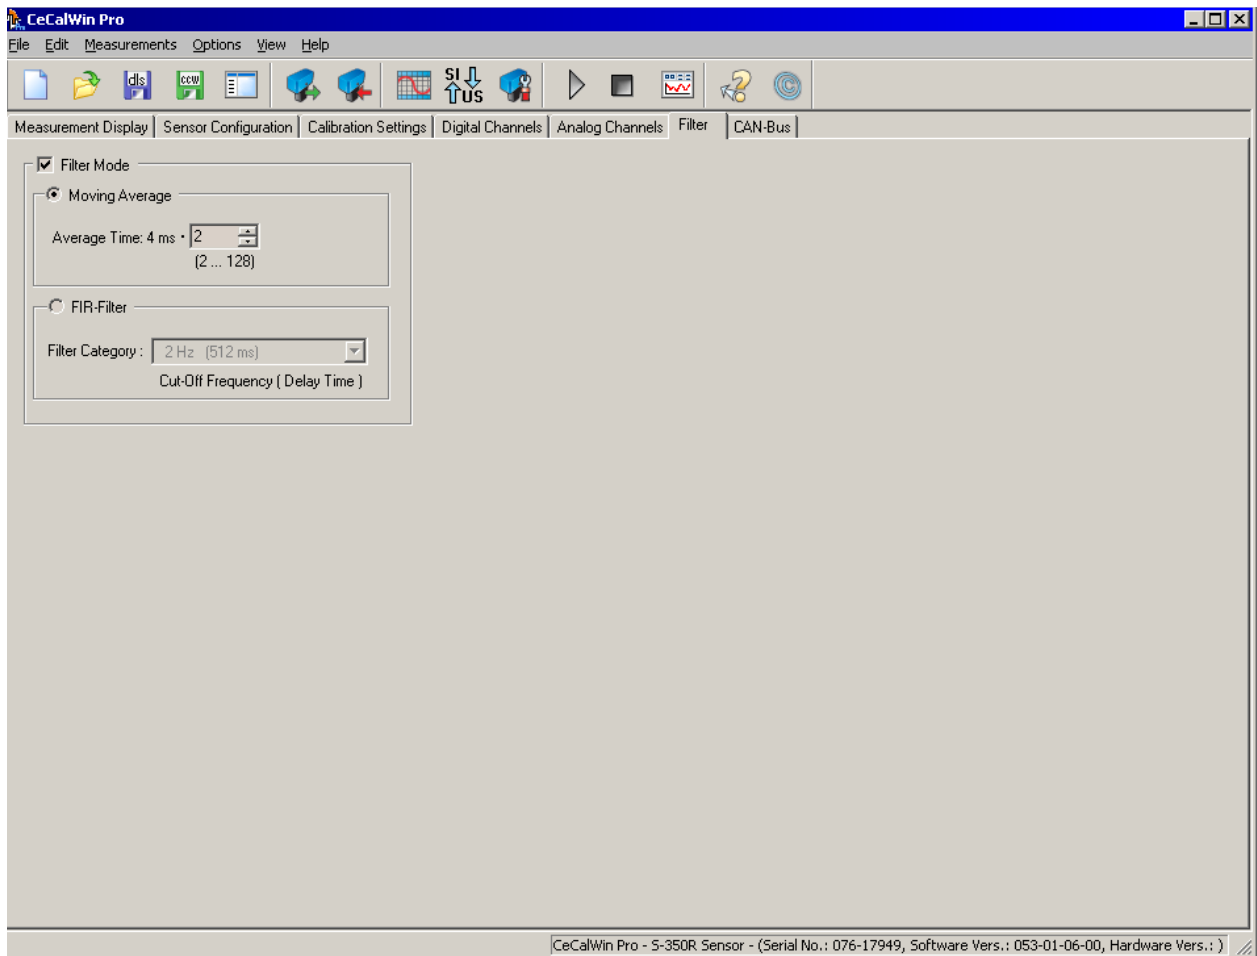 CeCalWin Pro
File Edit Measurements Options View Help
dls ccw SI US
Measurement Display Sensor Configuration Calibration Settings Digital Channels Analog Channels Filter CAN-Bus
Filter Mode
Moving Average
Average Time: 4 ms • 2
(2 ... 128)
FIR-Filter
Filter Category : 2 Hz (512 ms)
Cut-Off Frequency ( Delay Time )
CeCalWin Pro - S-350R Sensor - (Serial No.: 076-17949, Software Vers.: 053-01-06-00, Hardware Vers.: )